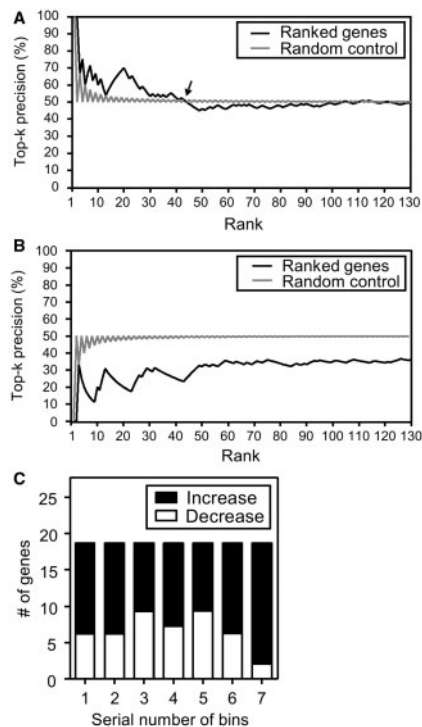 A
Top-k precision (%)
100
90
80
70
60
50
40
30
20
10
0
Ranked genes
Random control
1 10 20 30 40 50 60 70 80 90 100 110 120 130
Rank
B
Top-k precision (%)
100
90
80
70
60
50
40
30
20
10
0
Ranked genes
Random control
1 10 20 30 40 50 60 70 80 90 100 110 120 130
Rank
C
# of genes
25
20
15
10
5
0
Increase
Decrease
1 2 3 4 5 6 7
Serial number of bins